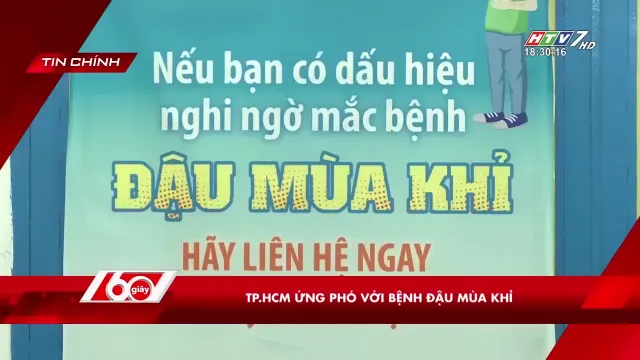 TIN CHÍNH
HTV7 HD
18:30:16
Nếu bạn có dấu hiệu
nghi ngờ mắc bệnh
ĐẬU MÙA KHỈ
HÃY LIÊN HỆ NGAY
60 giây
TP.HCM ỨNG PHÓ VỚI BỆNH ĐẬU MÙA KHỈ